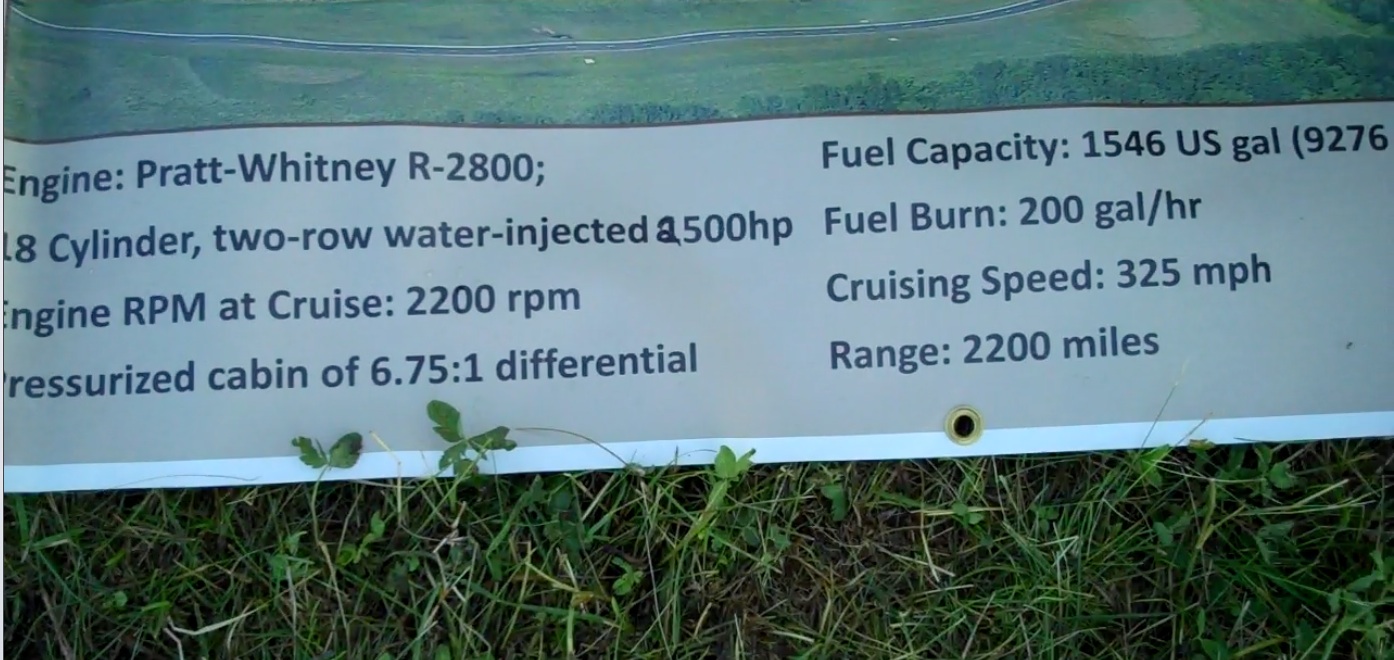 Engine: Pratt-Whitney R-2800;
18 Cylinder, two-row water-injected 2,500hp
Engine RPM at Cruise: 2200 rpm
Pressurized cabin of 6.75:1 differential
Fuel Capacity: 1546 US gal (9276
Fuel Burn: 200 gal/hr
Cruising Speed: 325 mph
Range: 2200 miles